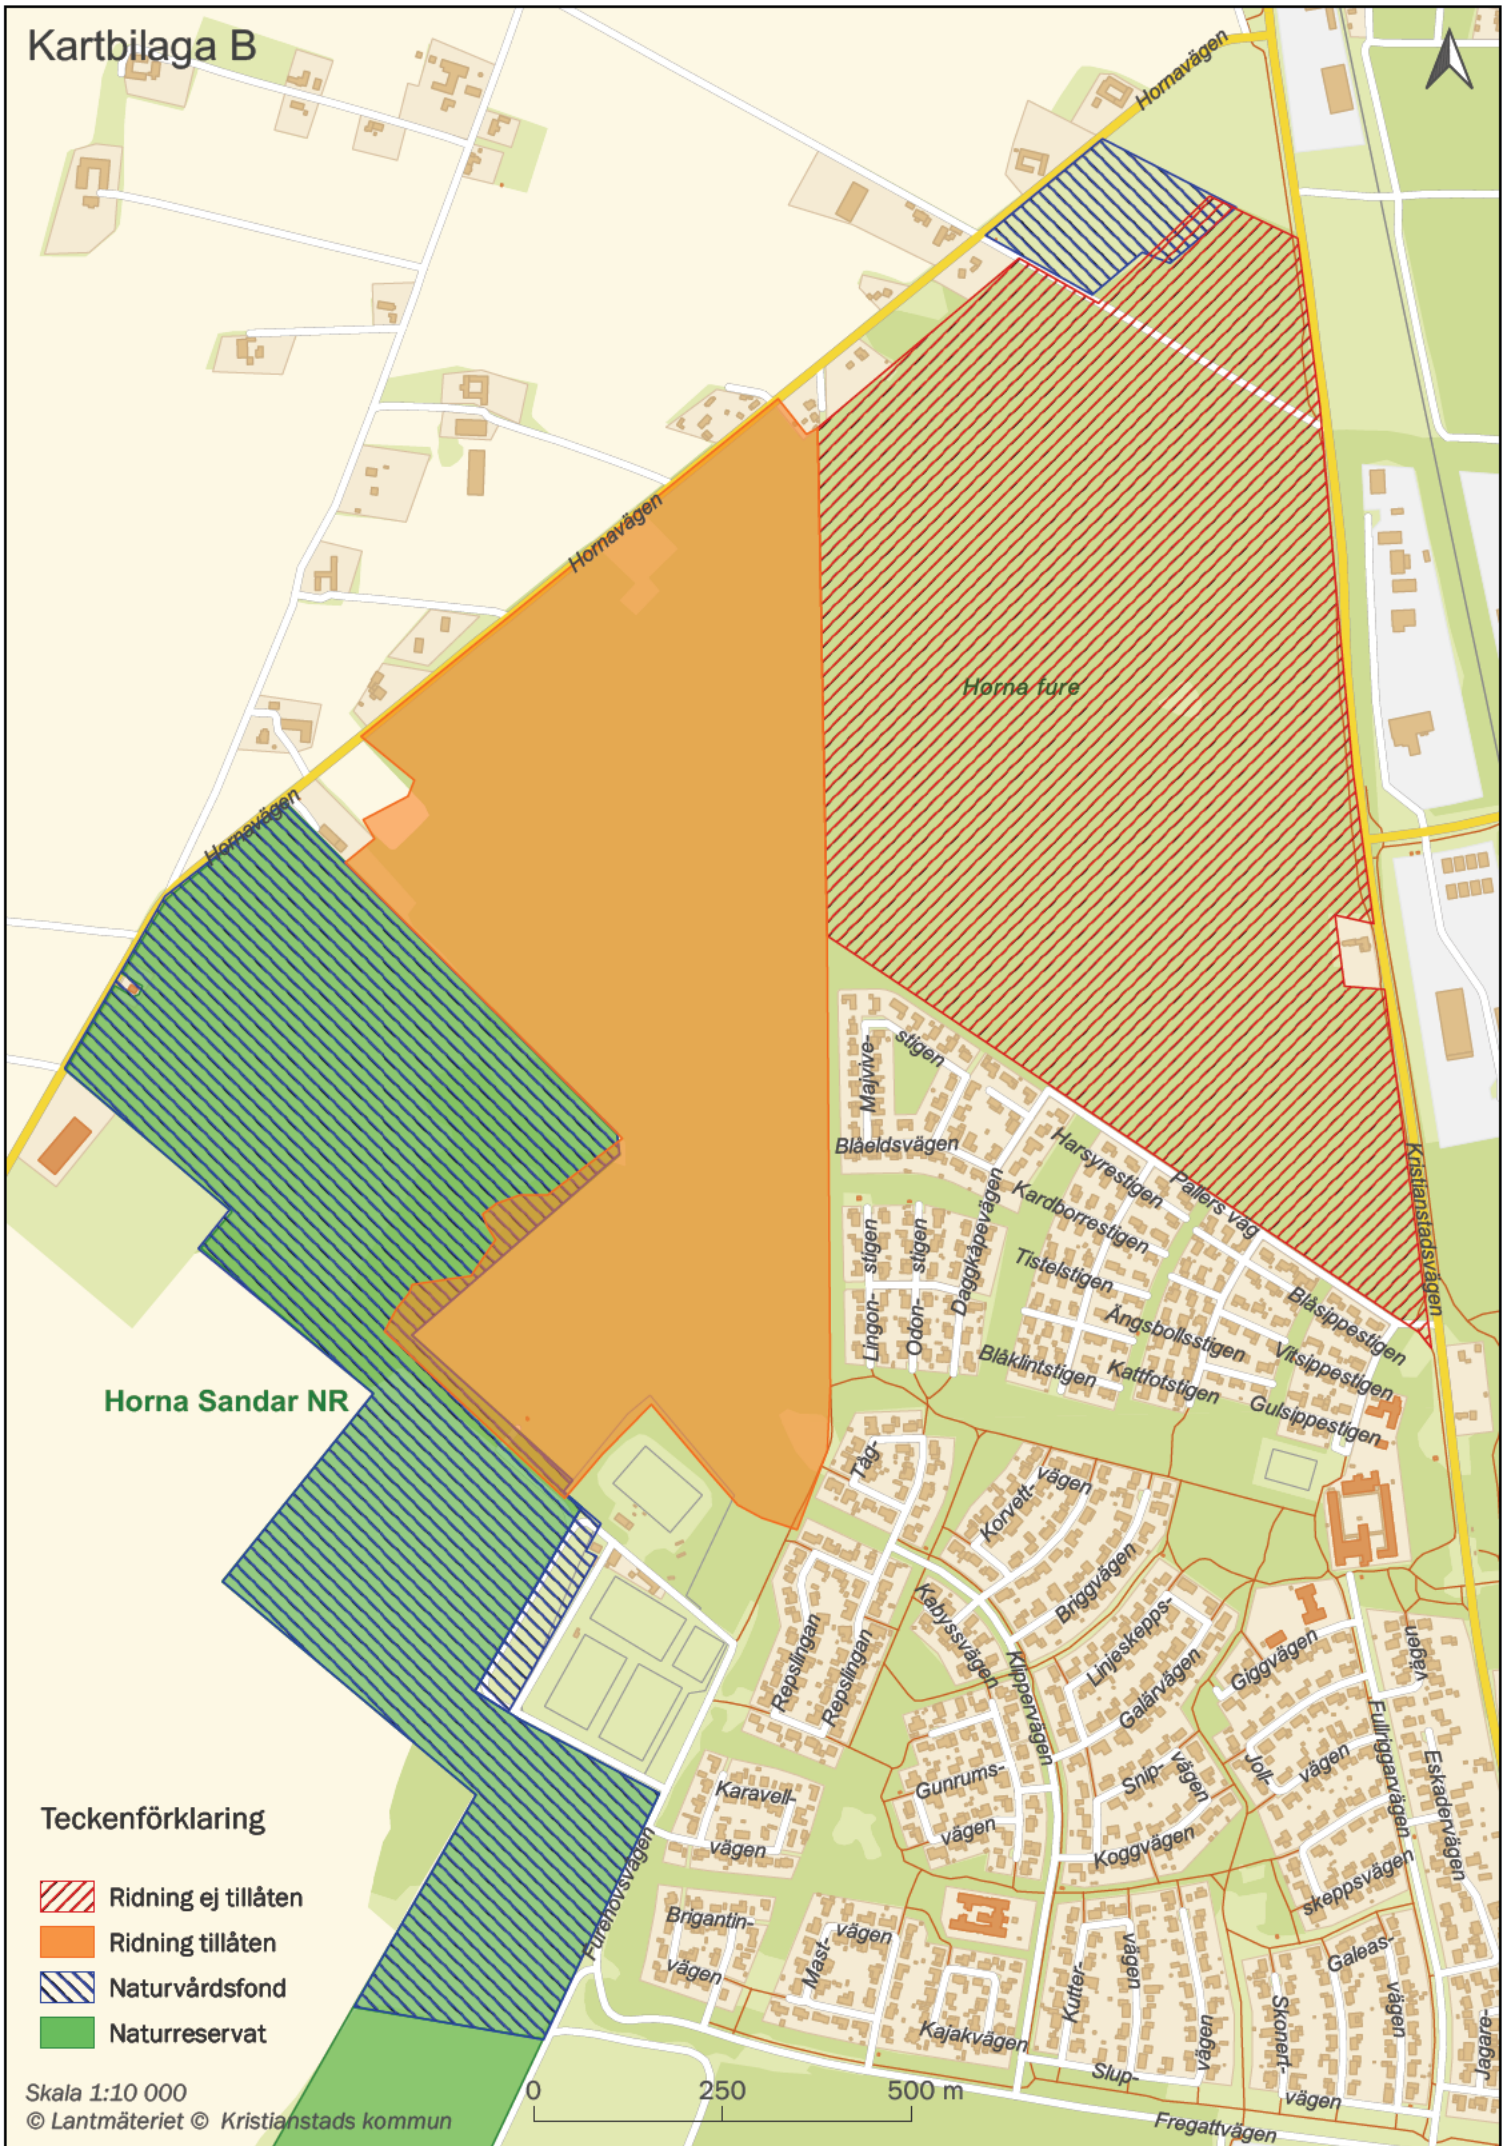 Kartbilaga B
Hornavägen
Hornavägen
Horna fure
Hornavägen
stigen
Majvive-
Blåeldsvägen
Harsyrestigen
Pallers väg
Kristianstadsvägen
Kardborrestigen
Daggkåpevägen
Lingon-
stigen
Odon-
stigen
Tistelstigen
Ängsbollsstigen
Blåsippestigen
Vitsippestigen
Blåklintstigen
Kattfotstigen
Gulsippestigen
Horna Sandar NR
Tåg-
Korvett-
vägen
Briggvägen
Kabyssvägen
Klippervägen
Linjeskepps-
Galärvägen
Giggvägen
vägen
Repslingan
Repslingan
Fullriggarvägen
Eskadervägen
Joll-
vägen
Snip-
vägen
Gunrums-
vägen
Karavell-
vägen
Koggvägen
skeppsvägen
Furehovsvägen
Brigantin-
vägen
Mast-
vägen
Kutter-
vägen
Galeas-
vägen
Skonert-
vägen
Kajakvägen
Slup-
vägen
Jagare-
Fregattvägen
Teckenförklaring
Ridning ej tillåten
Ridning tillåten
Naturvårdsfond
Naturreservat
Skala 1:10 000
© Lantmäteriet © Kristianstads kommun
0 250 500 m